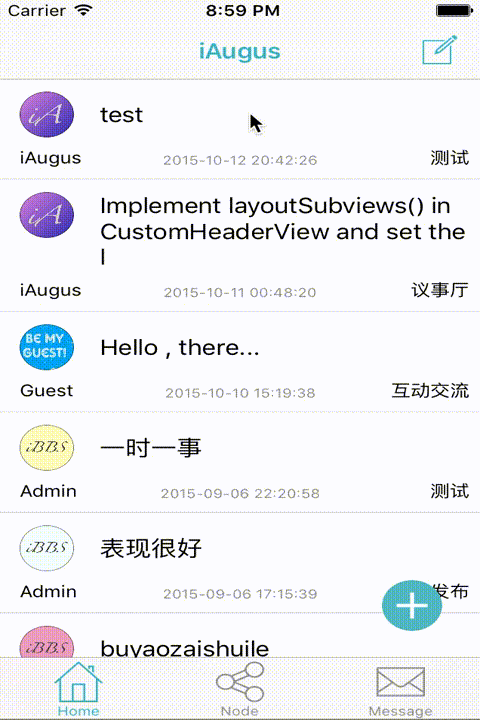 Carrier 8:59 PM
iAugus
iA
test
iAugus 2015-10-12 20:42:26 测试
iA
Implement layoutSubviews() in
CustomHeaderView and set the
l
iAugus 2015-10-11 00:48:20 议事厅
BE MY
GUEST!
Hello , there...
Guest 2015-10-10 15:19:38 互动交流
iBBS
一时一事
Admin 2015-09-06 22:20:58 测试
iBBS
表现很好
Admin 2015-09-06 17:15:39 发布
iBBS
buyaozaishuile
Home Node Message